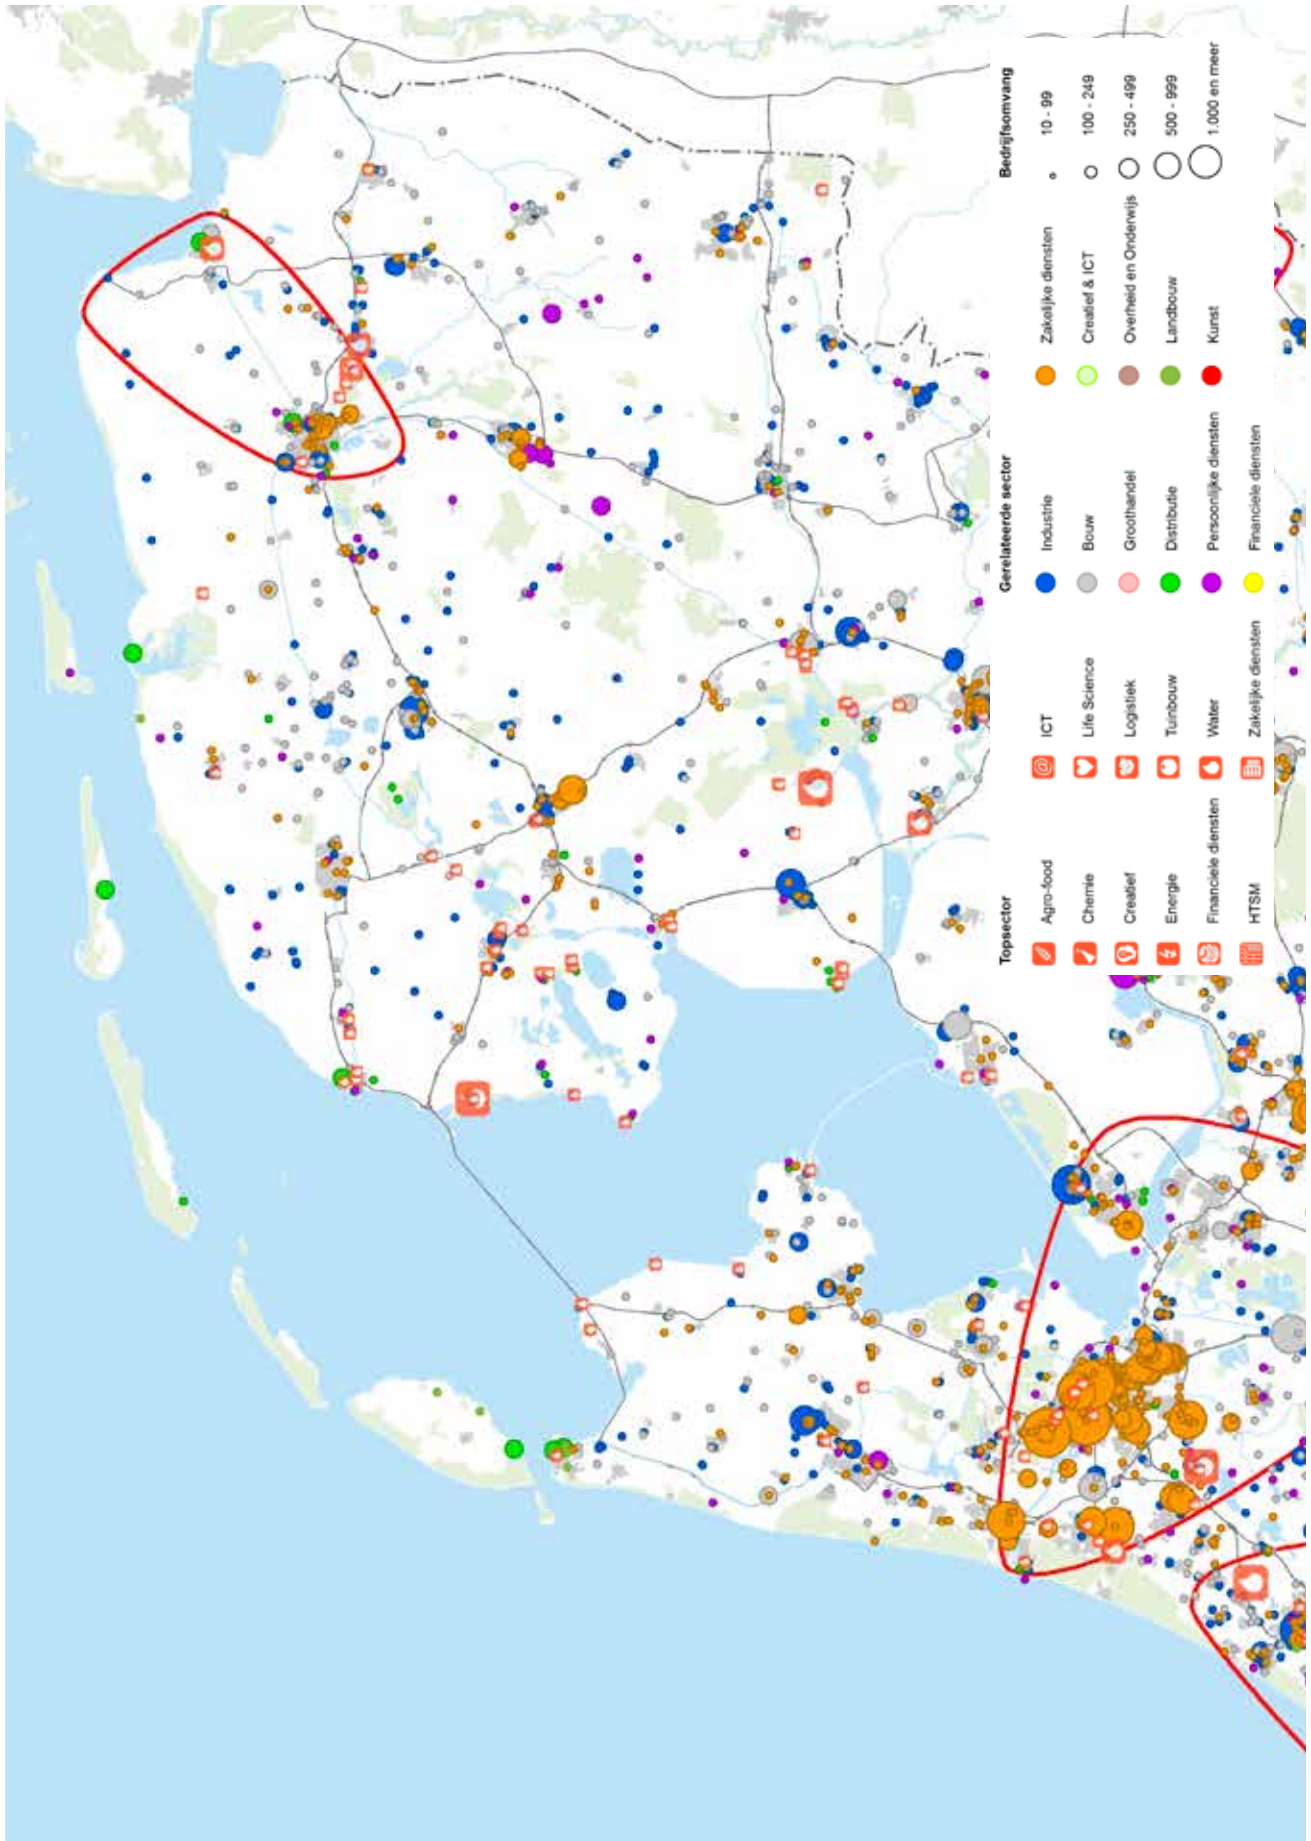 Topsector
Agro-food
Chemie
Creatief
Energie
Financiele diensten
HTSM
ICT
Life Science
Logistiek
Tuinbouw
Water
Zakelijke diensten
Gerelateerde sector
Industrie
Bouw
Groothandel
Distributie
Persoonlijke diensten
Financiele diensten
Zakelijke diensten
Creatief & ICT
Overheid en Onderwijs
Landbouw
Kunst
Bedrijfsomvang
10 - 99
100 - 249
250 - 499
500 - 999
1.000 en meer